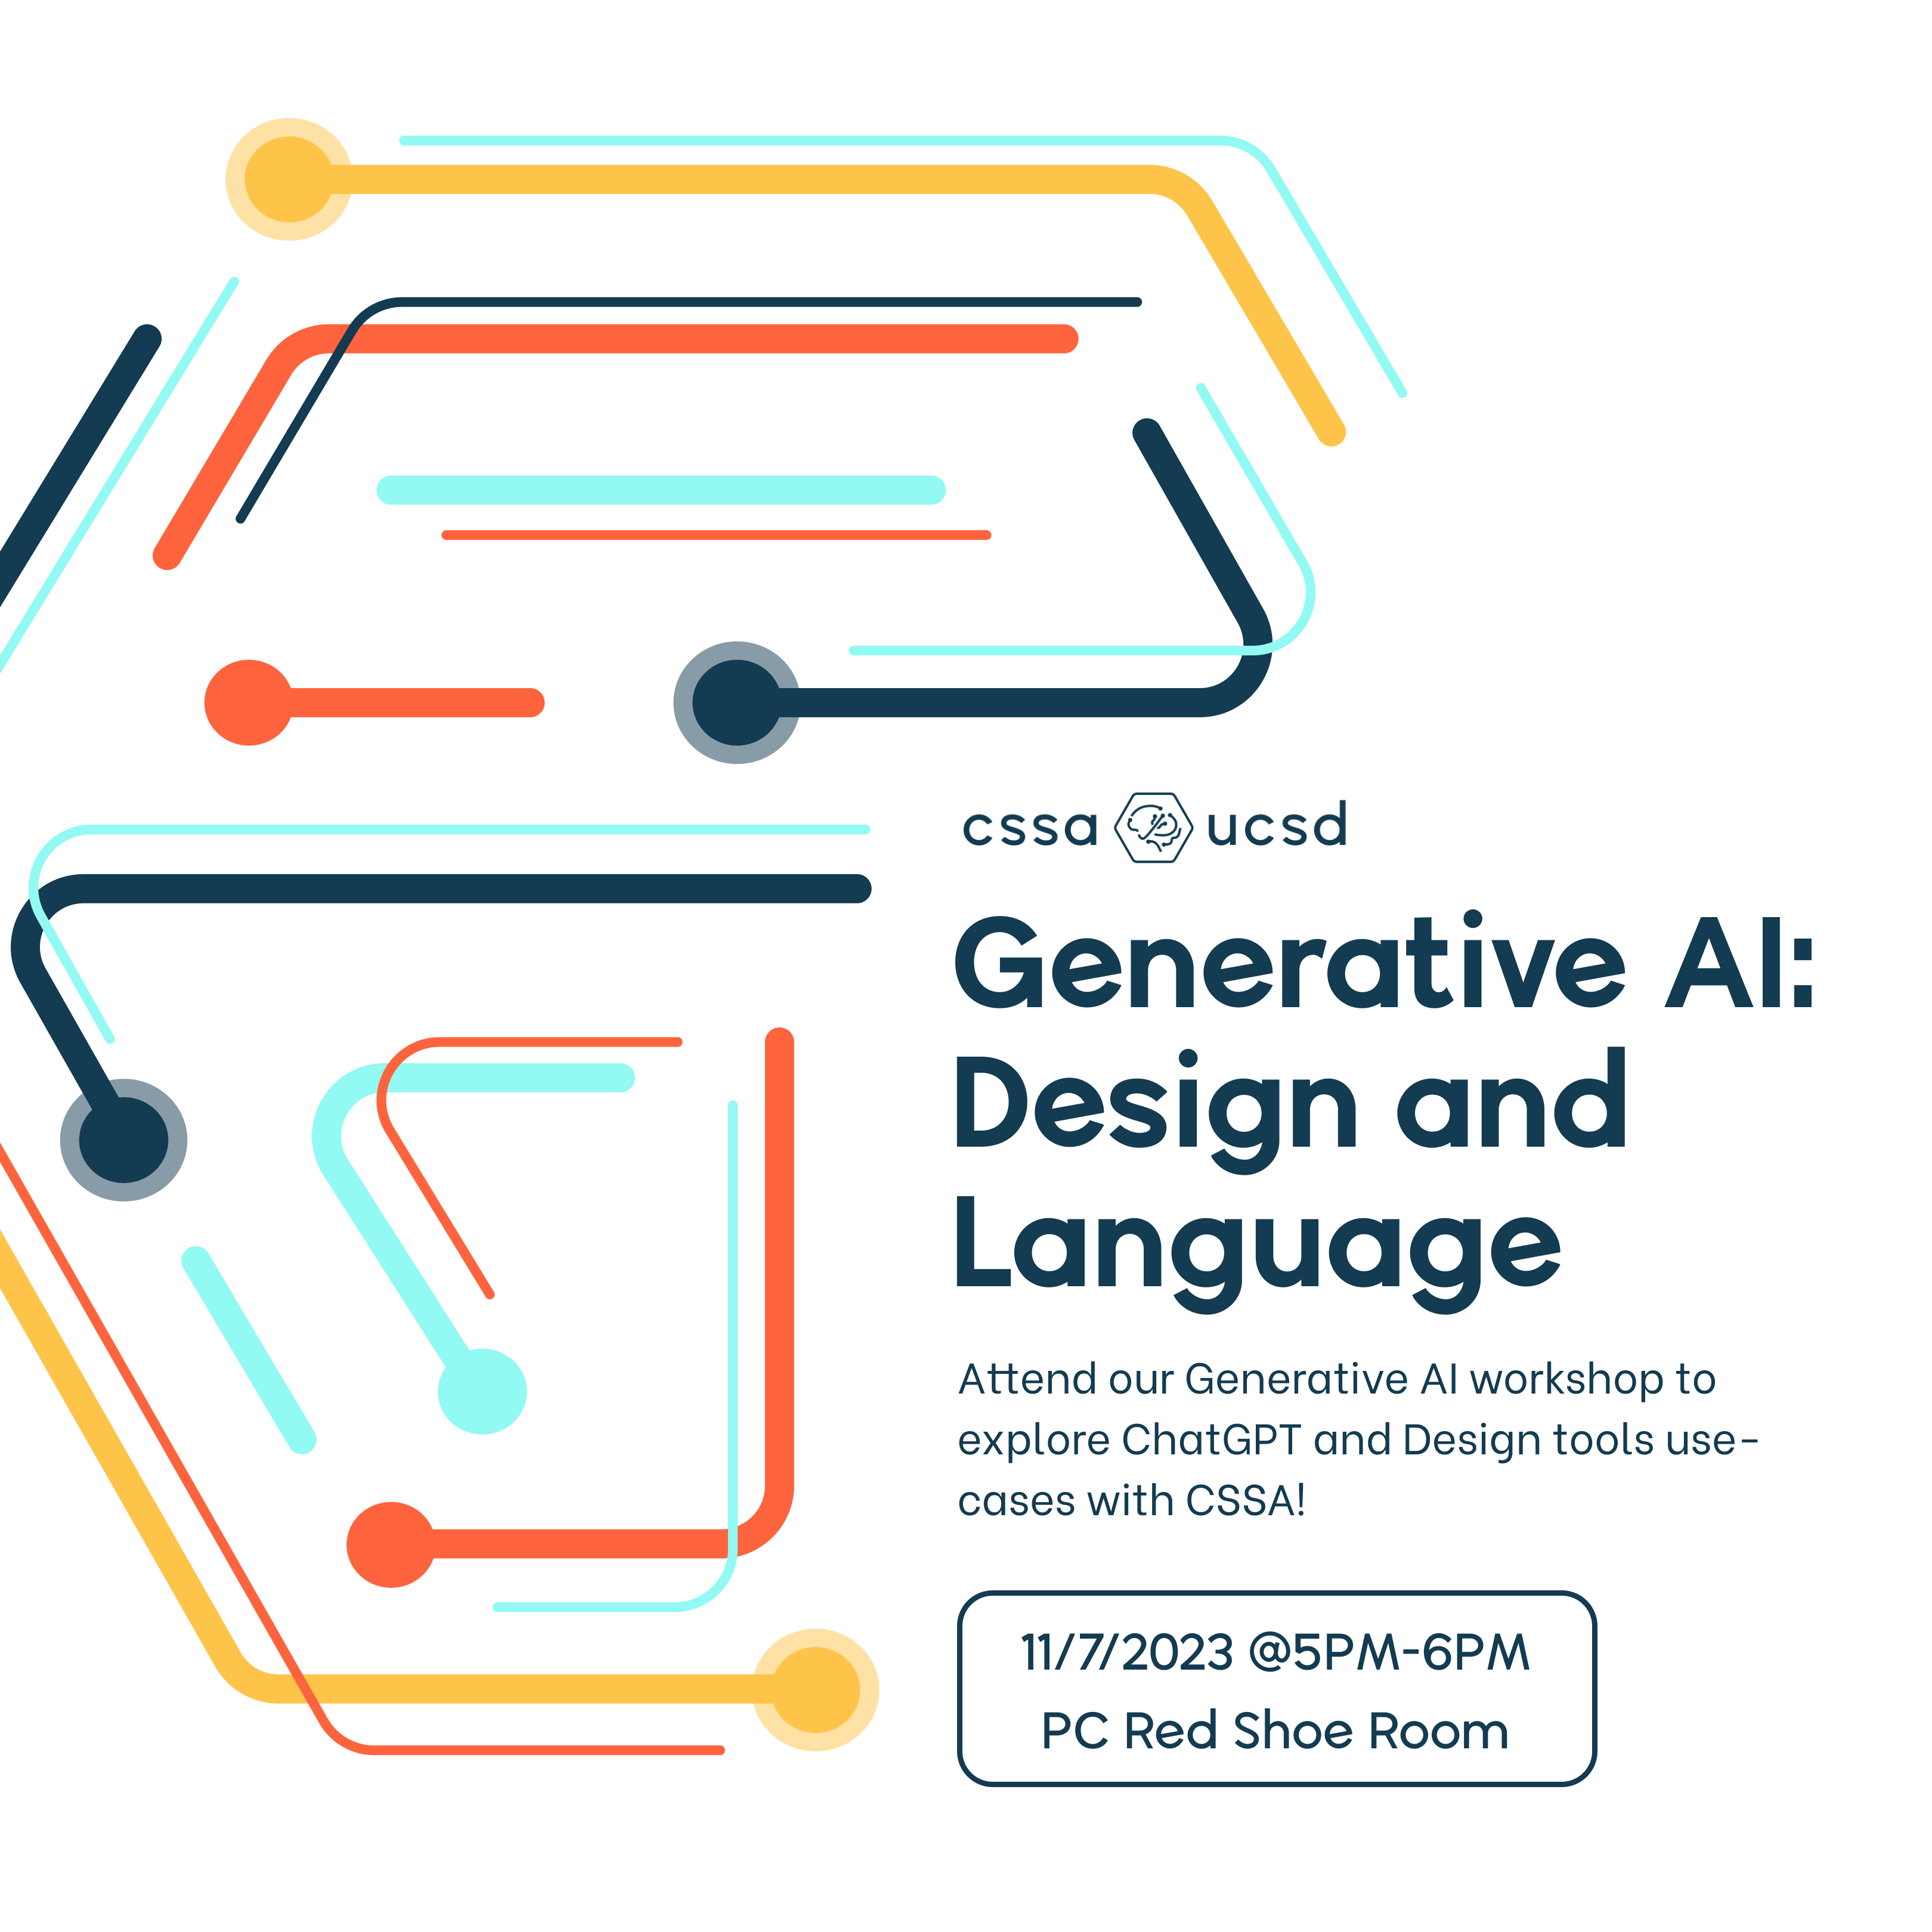 cssa ucsd
Generative AI:
Design and
Language
Attend our Generative AI workshop to
explore ChatGPT and Design tools use-
cases with CSSA!
11/7/2023 @5PM-6PM
PC Red Shoe Room